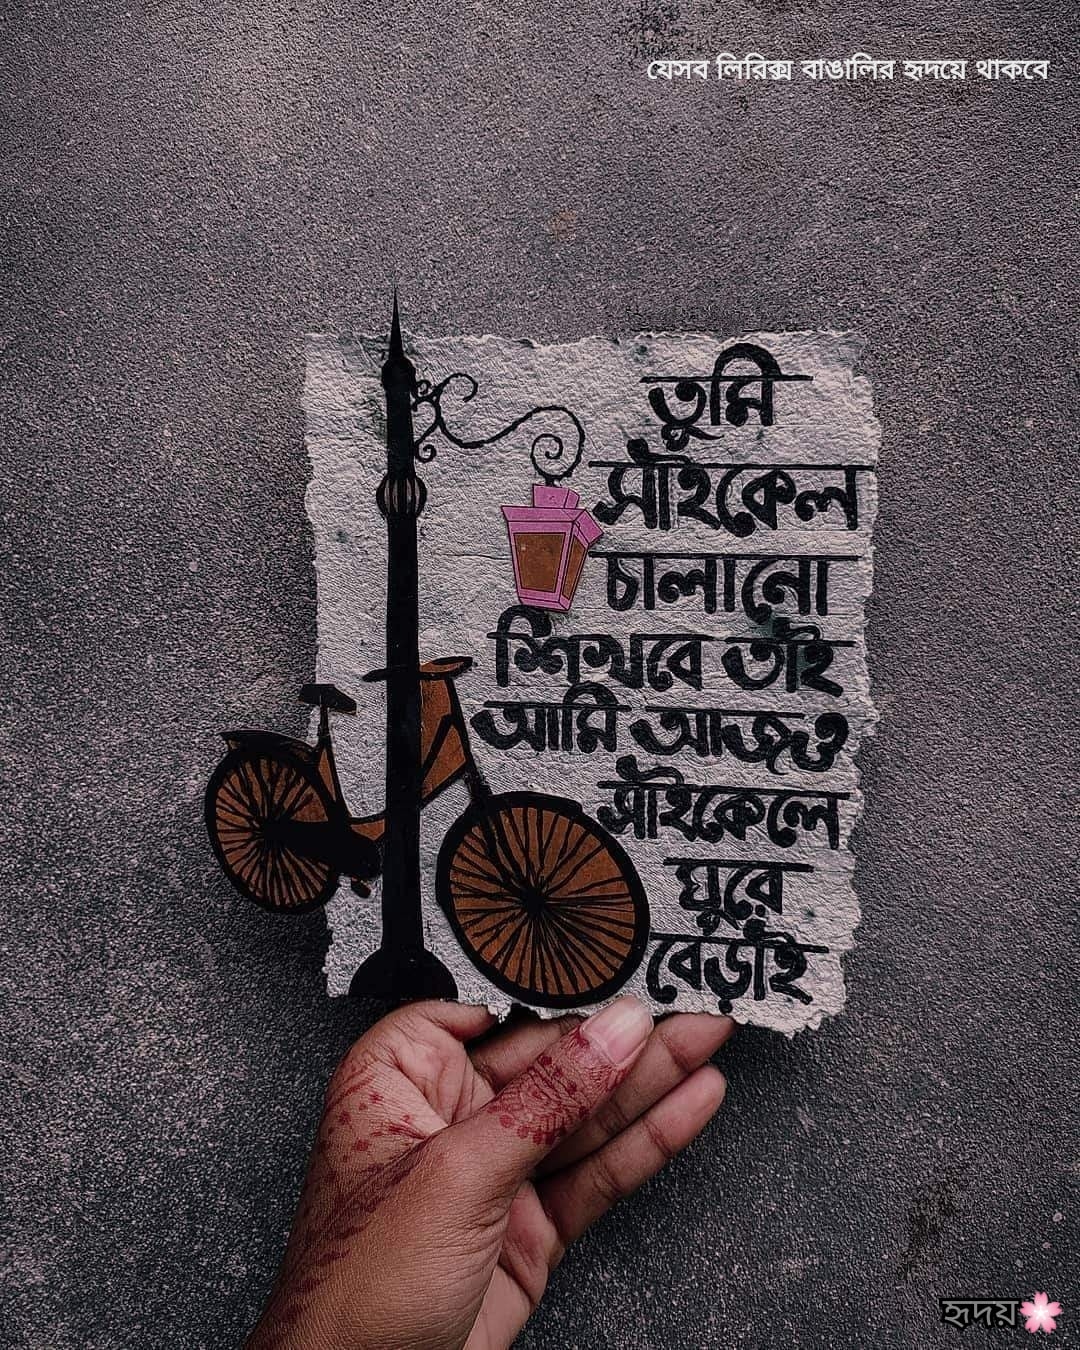 যেসব লিরিক্স বাঙালির হৃদয়ে থাকবে
তুমি
সাইকেল
চালানো
শিখবে তাই
আমি আজও
সাইকেলে
ঘুরে
বেড়াই
হৃদয়🌸